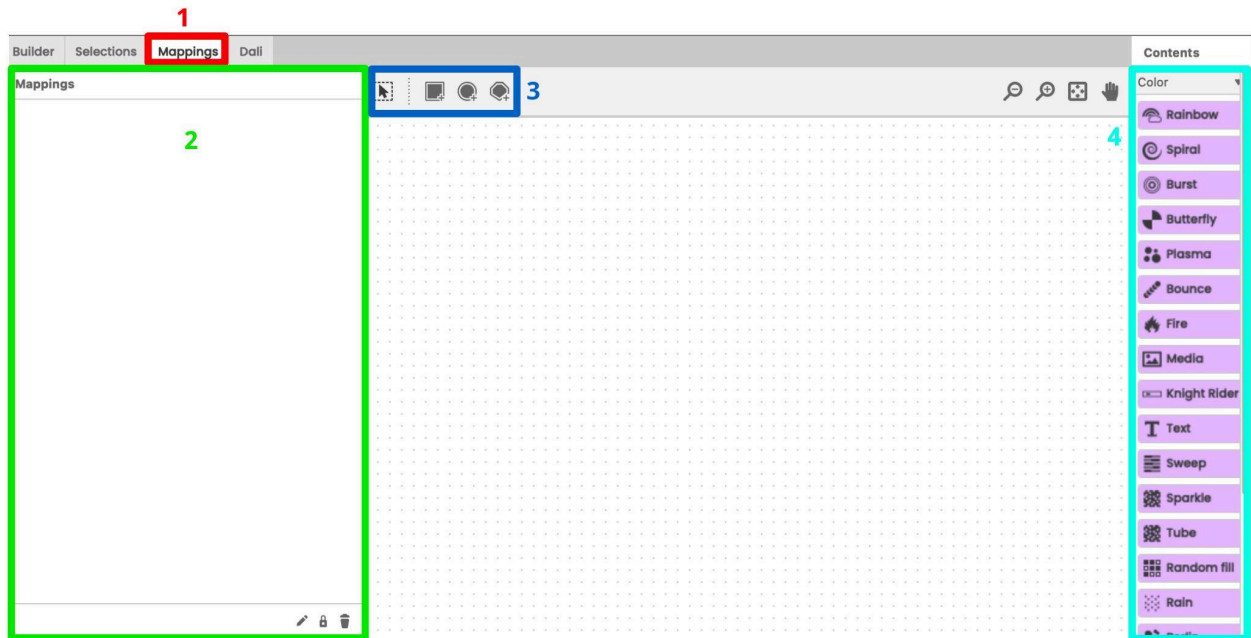 1
Builder Selections Mappings Dali
Contents
Mappings
3
Color
2
4
Rainbow
Spiral
Burst
Butterfly
Plasma
Bounce
Fire
Media
Knight Rider
Text
Sweep
Sparkle
Tube
Random fill
Rain